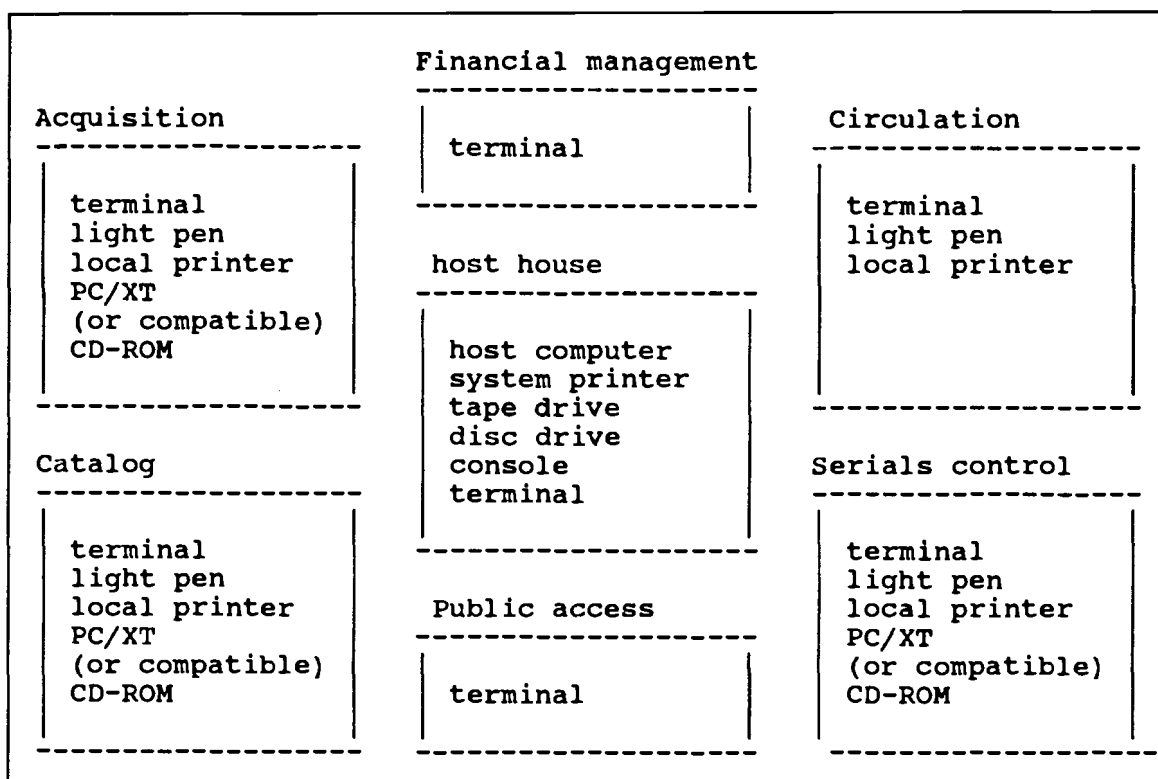 Financial management
terminal
Acquisition
terminal
light pen
local printer
PC/XT
(or compatible)
CD-ROM
Circulation
terminal
light pen
local printer
host house
host computer
system printer
tape drive
disc drive
console
terminal
Catalog
terminal
light pen
local printer
PC/XT
(or compatible)
CD-ROM
Public access
terminal
Serials control
terminal
light pen
local printer
PC/XT
(or compatible)
CD-ROM